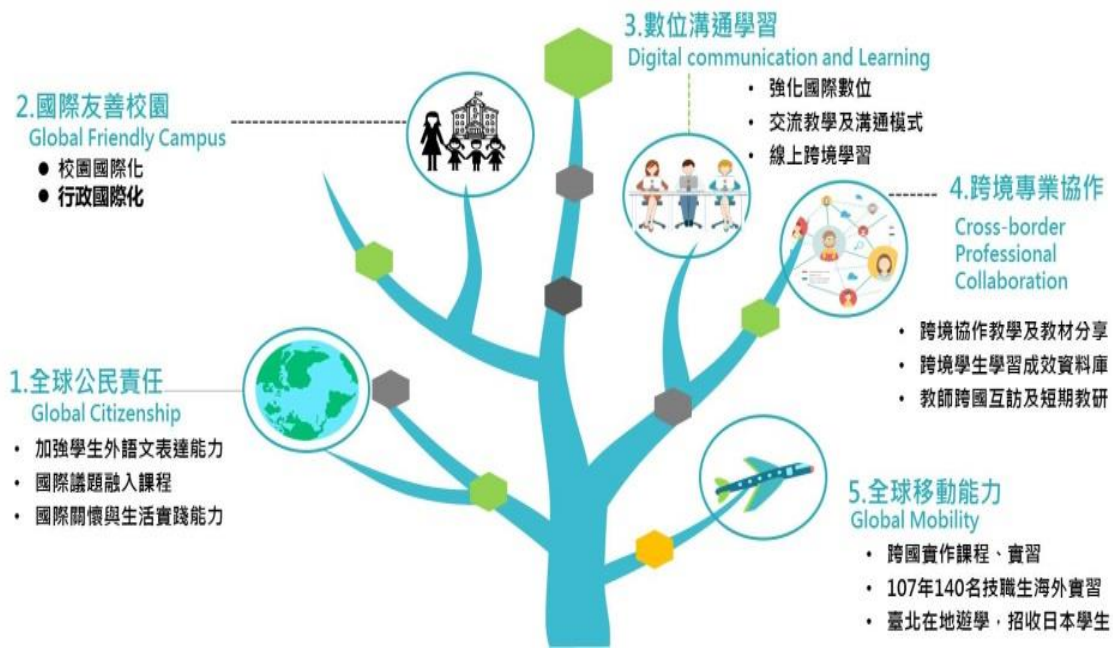 1.全球公民責任
Global Citizenship
• 加強學生外語文表達能力
• 國際議題融入課程
• 國際關懷與生活實踐能力
2.國際友善校園
Global Friendly Campus
● 校園國際化
● 行政國際化
3.數位溝通學習
Digital communication and Learning
• 強化國際數位
• 交流教學及溝通模式
• 線上跨境學習
4.跨境專業協作
Cross-border
Professional
Collaboration
• 跨境協作教學及教材分享
• 跨境學生學習成效資料庫
• 教師跨國互訪及短期教研
5.全球移動能力
Global Mobility
• 跨國實作課程、實習
• 107年140名技職生海外實習
• 臺北在地遊學，招收日本學生